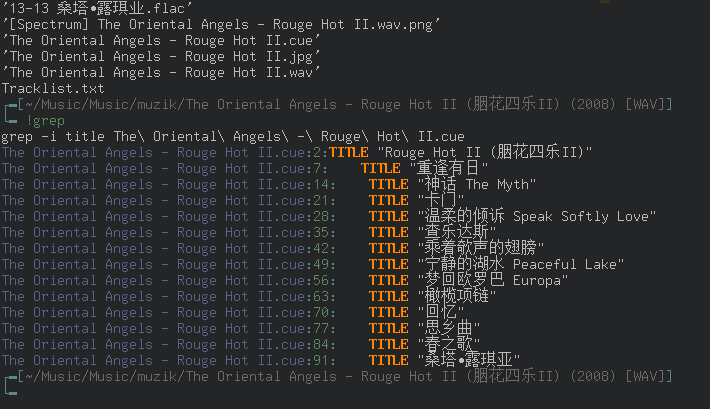 '13-13 桑塔•露琪业.flac'
'[Spectrum] The Oriental Angels - Rouge Hot II.wav.png'
'The Oriental Angels - Rouge Hot II.cue'
'The Oriental Angels - Rouge Hot II.jpg'
'The Oriental Angels - Rouge Hot II.wav'
Tracklist.txt
[~/Music/Music/muzik/The Oriental Angels - Rouge Hot II (胭花四乐II) (2008) [WAV]]
!grep
grep -i title The\ Oriental\ Angels\ -\ Rouge\ Hot\ II.cue
The Oriental Angels - Rouge Hot II.cue:2:TITLE "Rouge Hot II (胭花四乐II)"
The Oriental Angels - Rouge Hot II.cue:7:    TITLE "重逢有日"
The Oriental Angels - Rouge Hot II.cue:14:    TITLE "神话 The Myth"
The Oriental Angels - Rouge Hot II.cue:21:    TITLE "卡门"
The Oriental Angels - Rouge Hot II.cue:28:    TITLE "温柔的倾诉 Speak Softly Love"
The Oriental Angels - Rouge Hot II.cue:35:    TITLE "查乐达斯"
The Oriental Angels - Rouge Hot II.cue:42:    TITLE "乘着歌声的翅膀"
The Oriental Angels - Rouge Hot II.cue:49:    TITLE "宁静的湖水 Peaceful Lake"
The Oriental Angels - Rouge Hot II.cue:56:    TITLE "梦回欧罗巴 Europa"
The Oriental Angels - Rouge Hot II.cue:63:    TITLE "橄榄项链"
The Oriental Angels - Rouge Hot II.cue:70:    TITLE "回忆"
The Oriental Angels - Rouge Hot II.cue:77:    TITLE "思乡曲"
The Oriental Angels - Rouge Hot II.cue:84:    TITLE "春之歌"
The Oriental Angels - Rouge Hot II.cue:91:    TITLE "桑塔•露琪亚"
[~/Music/Music/muzik/The Oriental Angels - Rouge Hot II (胭花四乐II) (2008) [WAV]]